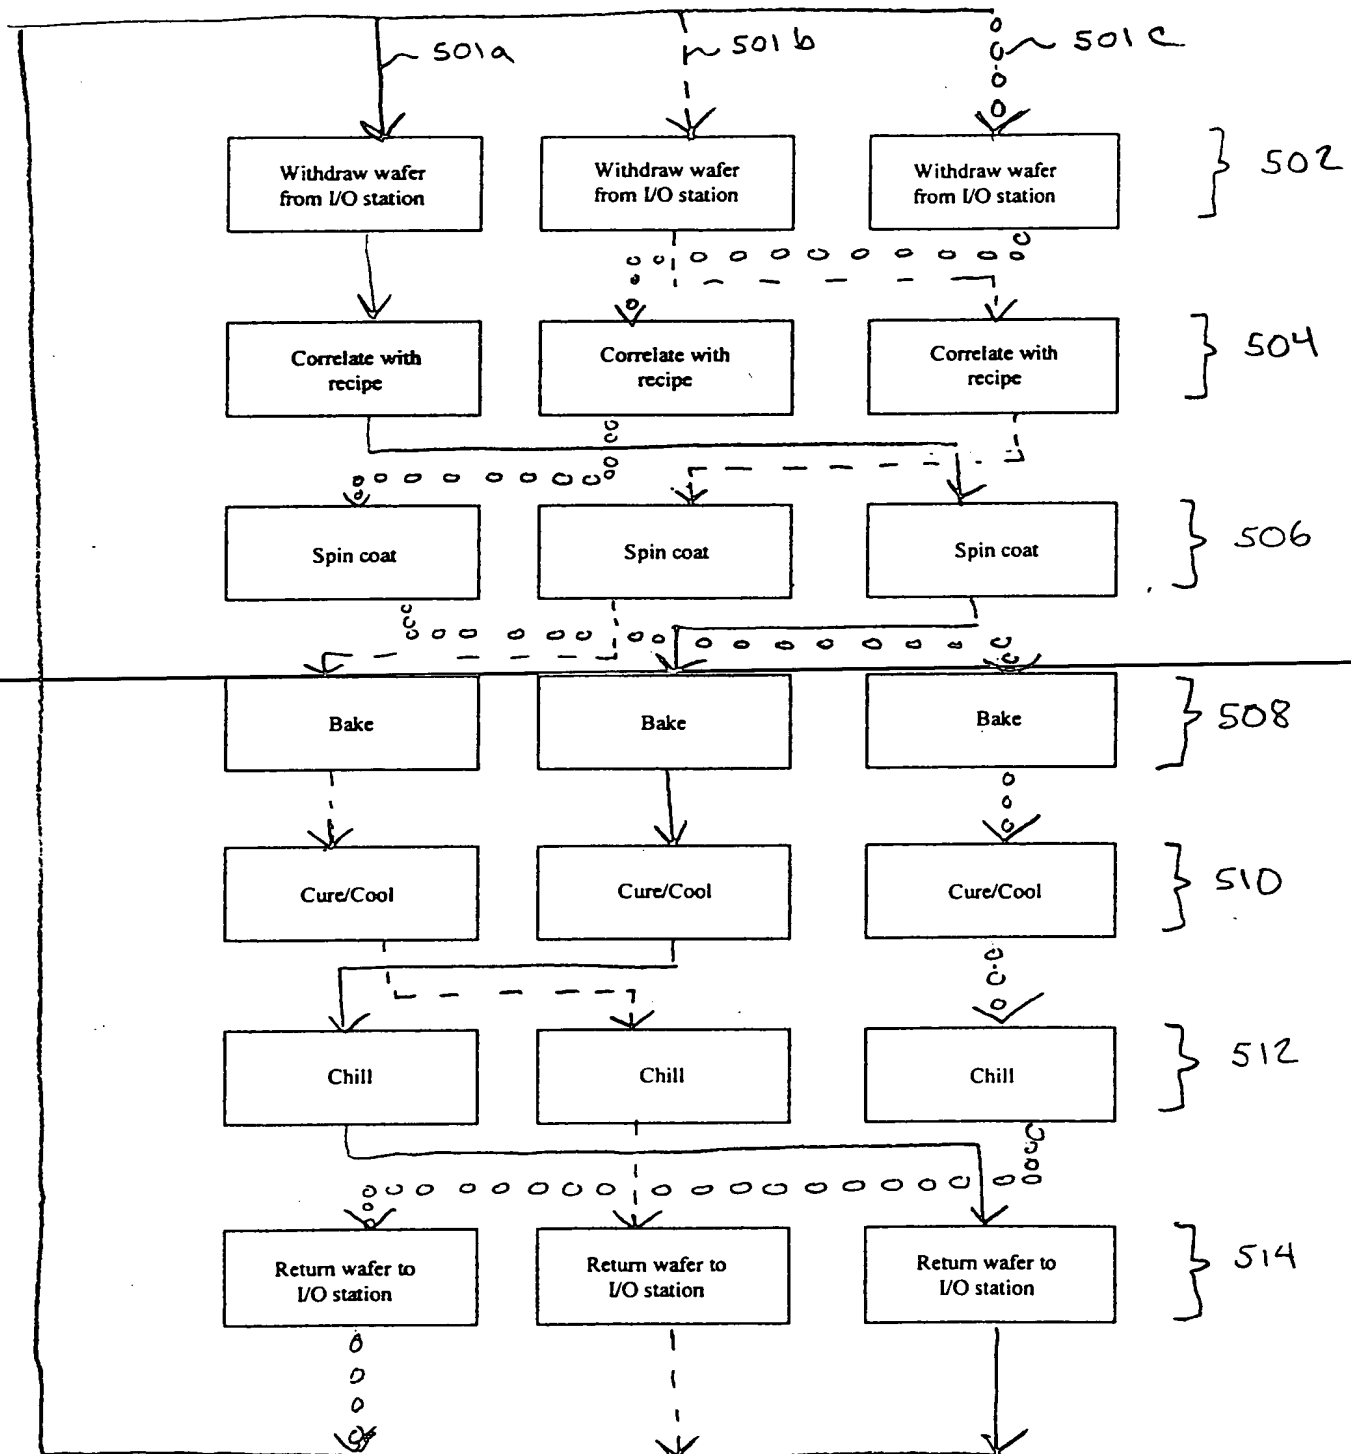 501a
501b
501c
Withdraw wafer
from I/O station
Withdraw wafer
from I/O station
Withdraw wafer
from I/O station
502
Correlate with
recipe
Correlate with
recipe
Correlate with
recipe
504
Spin coat
Spin coat
Spin coat
506
Bake
Bake
Bake
508
Cure/Cool
Cure/Cool
Cure/Cool
510
Chill
Chill
Chill
512
Return wafer to
I/O station
Return wafer to
I/O station
Return wafer to
I/O station
514